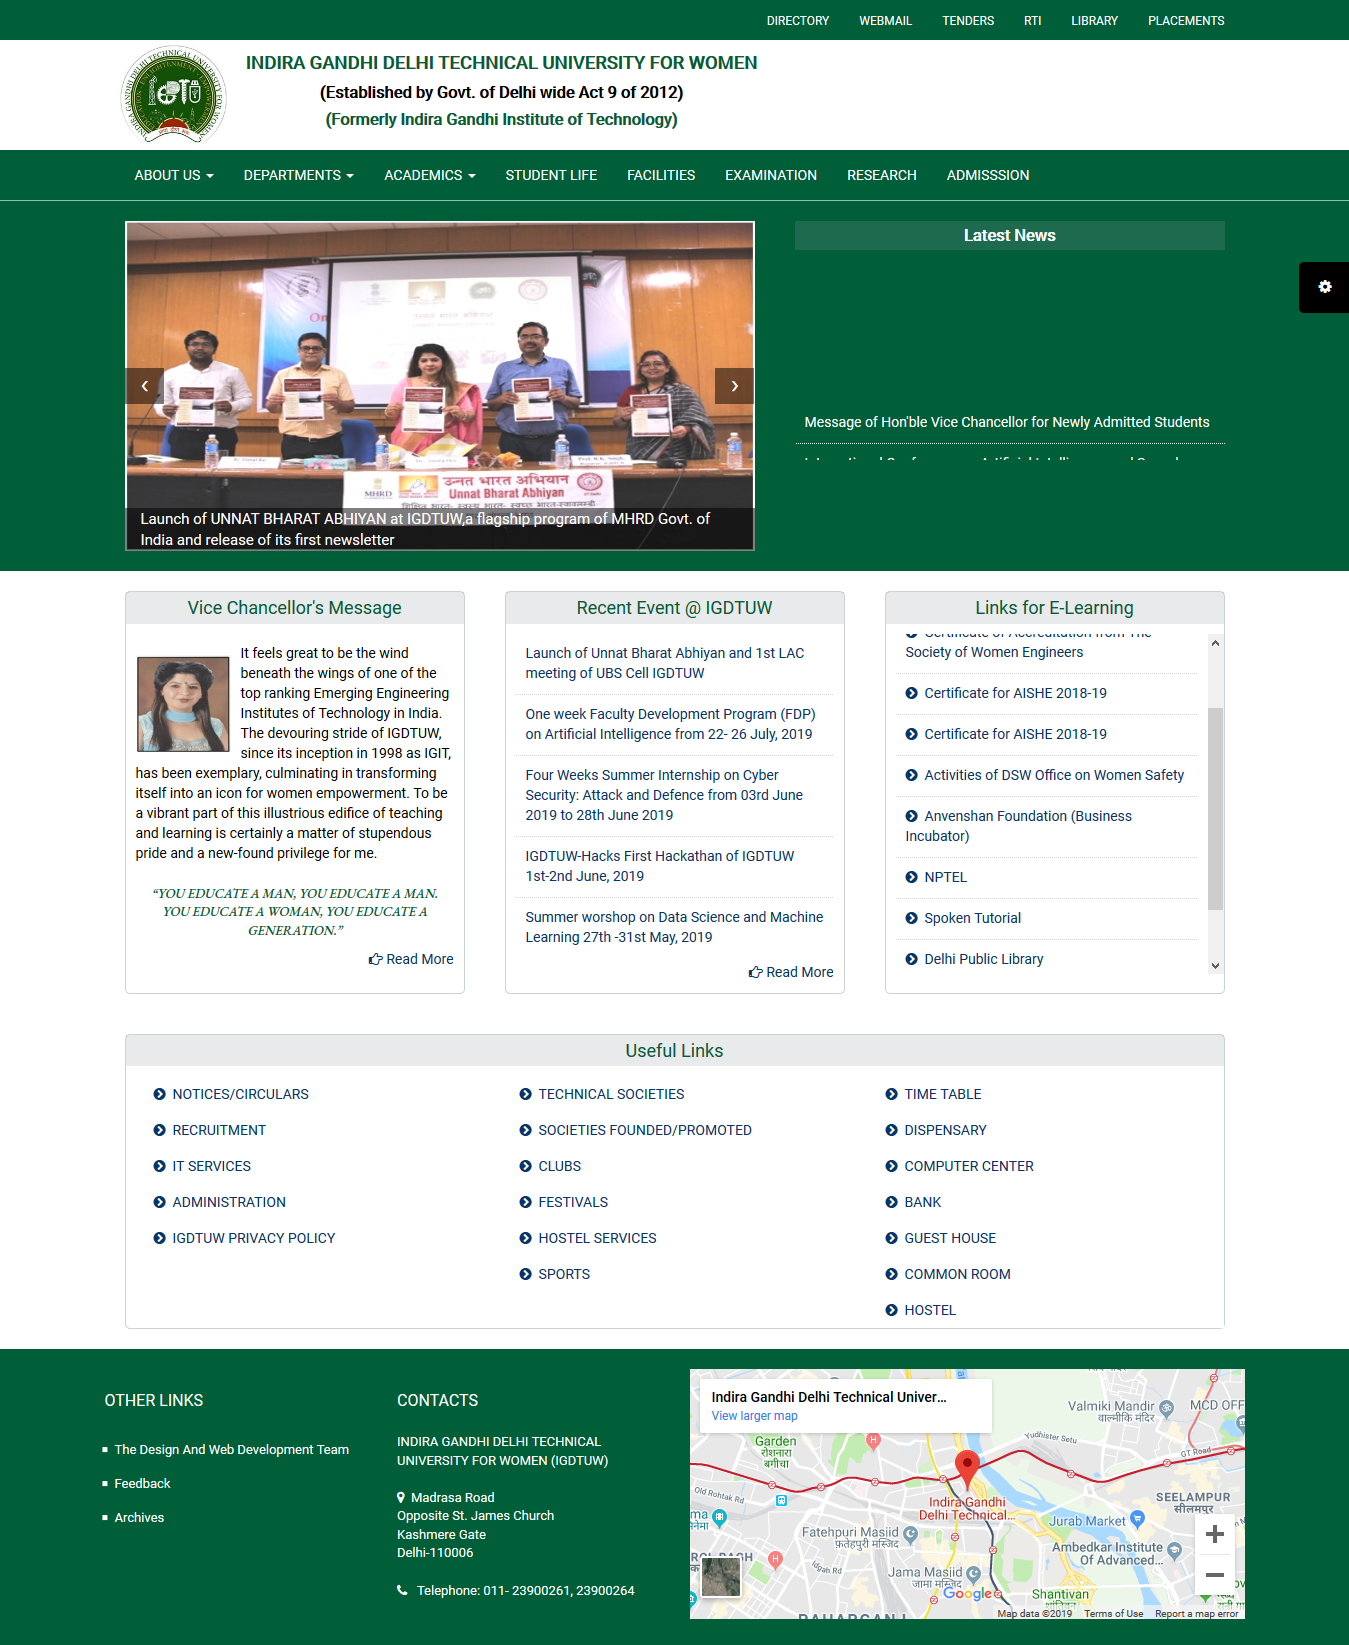 DIRECTORY WEBMAIL TENDERS RTI LIBRARY PLACEMENTS
INDIRA GANDHI DELHI TECHNICAL UNIVERSITY FOR WOMEN
(Established by Govt. of Delhi wide Act 9 of 2012)
(Formerly Indira Gandhi Institute of Technology)
ABOUT US DEPARTMENTS ACADEMICS STUDENT LIFE FACILITIES EXAMINATION RESEARCH ADMISSSION
MHRD
उन्नत भारत अभियान
Unnat Bharat Abhiyan
Launch of UNNAT BHARAT ABHIYAN at IGDTUW,a flagship program of MHRD Govt. of
India and release of its first newsletter
Latest News
Message of Hon'ble Vice Chancellor for Newly Admitted Students
Vice Chancellor's Message
It feels great to be the wind
beneath the wings of one of the
top ranking Emerging Engineering
Institutes of Technology in India.
The devouring stride of IGDTUW,
since its inception in 1998 as IGIT,
has been exemplary, culminating in transforming
itself into an icon for women empowerment. To be
a vibrant part of this illustrious edifice of teaching
and learning is certainly a matter of stupendous
pride and a new-found privilege for me.
“YOU EDUCATE A MAN, YOU EDUCATE A MAN.
YOU EDUCATE A WOMAN, YOU EDUCATE A
GENERATION.”
Read More
Recent Event @ IGDTUW
Launch of Unnat Bharat Abhiyan and 1st LAC
meeting of UBS Cell IGDTUW
One week Faculty Development Program (FDP)
on Artificial Intelligence from 22- 26 July, 2019
Four Weeks Summer Internship on Cyber
Security: Attack and Defence from 03rd June
2019 to 28th June 2019
IGDTUW-Hacks First Hackathan of IGDTUW
1st-2nd June, 2019
Summer worshop on Data Science and Machine
Learning 27th -31st May, 2019
Read More
Links for E-Learning
Certificate of Accreditation from The
Society of Women Engineers
Certificate for AISHE 2018-19
Certificate for AISHE 2018-19
Activities of DSW Office on Women Safety
Anvenshan Foundation (Business
Incubator)
NPTEL
Spoken Tutorial
Delhi Public Library
Useful Links
NOTICES/CIRCULARS
RECRUITMENT
IT SERVICES
ADMINISTRATION
IGDTUW PRIVACY POLICY
TECHNICAL SOCIETIES
SOCIETIES FOUNDED/PROMOTED
CLUBS
FESTIVALS
HOSTEL SERVICES
SPORTS
TIME TABLE
DISPENSARY
COMPUTER CENTER
BANK
GUEST HOUSE
COMMON ROOM
HOSTEL
OTHER LINKS
The Design And Web Development Team
Feedback
Archives
CONTACTS
INDIRA GANDHI DELHI TECHNICAL
UNIVERSITY FOR WOMEN (IGDTUW)
Madrasa Road
Opposite St. James Church
Kashmere Gate
Delhi-110006
Telephone: 011- 23900261, 23900264
Indira Gandhi Delhi Technical Univer...
View larger map
Valmiki Mandir
वाल्मीकि मंदिर
MCD OFF
Garden
रोशनारा
बगीचा
Yudhister Setu
GT Road
Old Rohtak Rd
SEELAMPUR
सीलमपुर
Indira Gandhi
Delhi Technical...
Jurab Market
Fatehpuri Masjid
फ़तेहपुरी मस्जिद
Ambedkar Institute
Of Advanced...
Idgah Rd
Jama Masjid
जामा मस्जिद
Google
Shantivan
PAHARGANJ
Map data ©2019 Terms of Use Report a map error